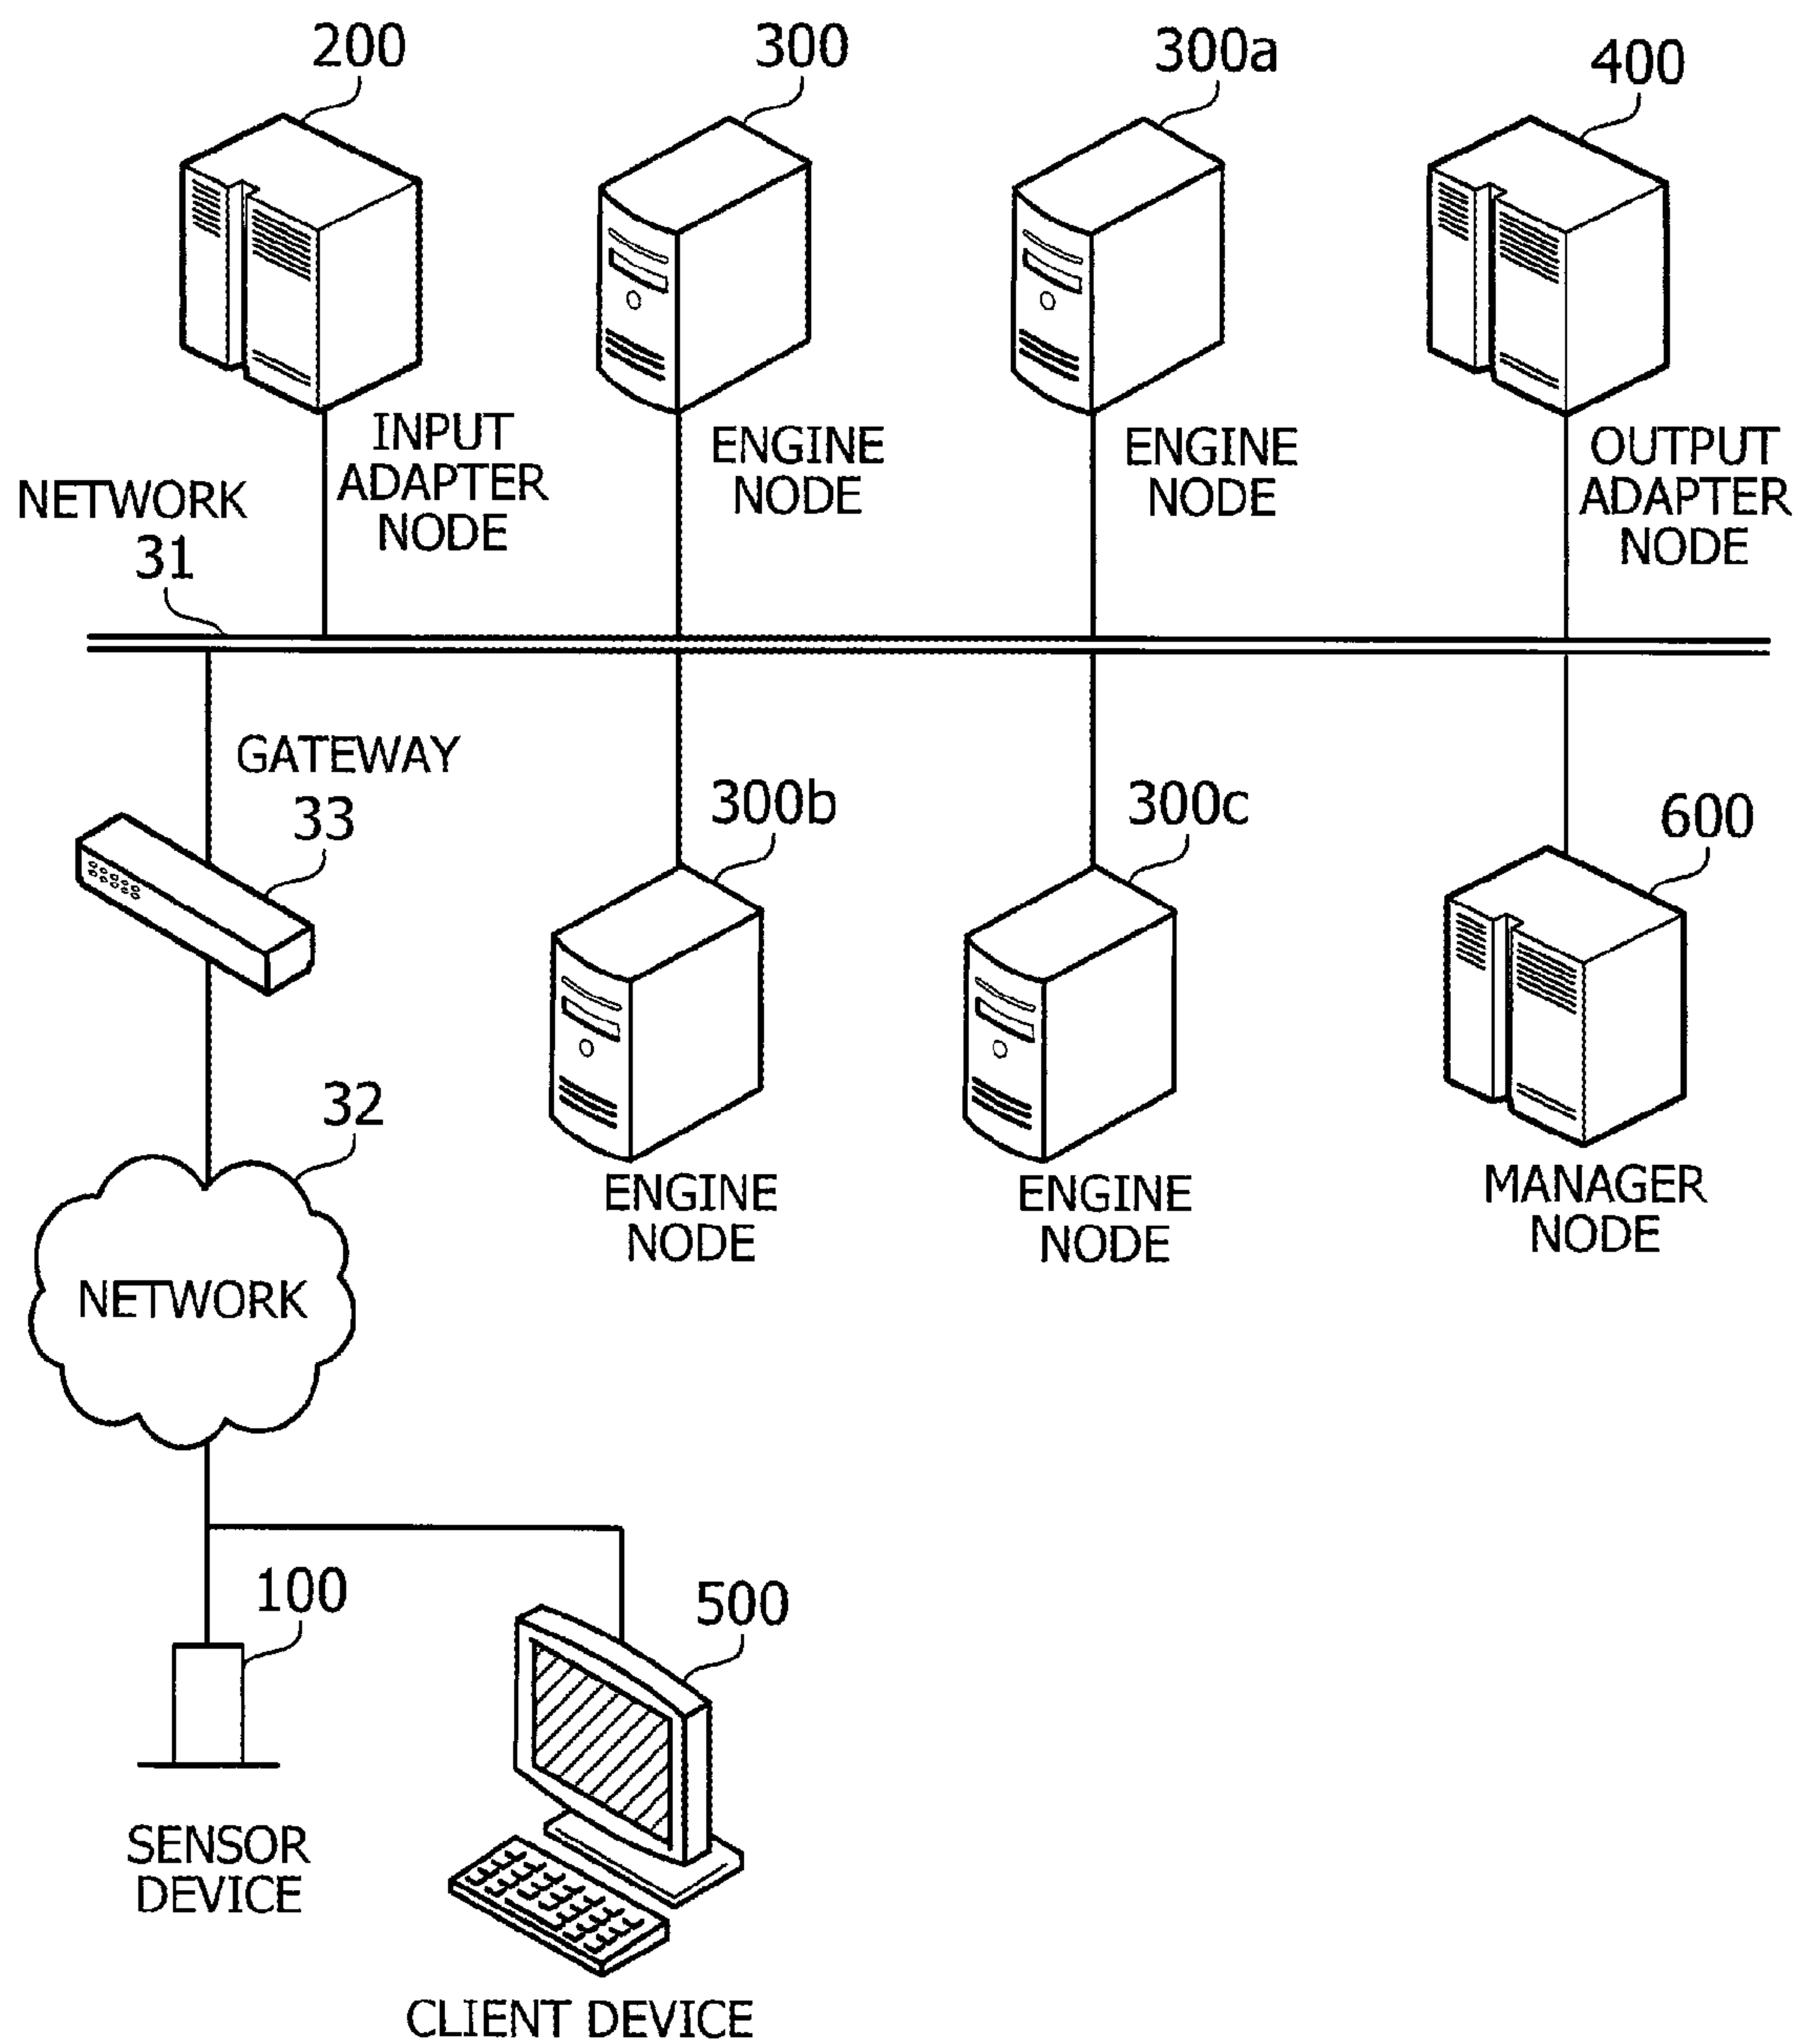 200
300
300a
400
INPUT
ADAPTER
NODE
ENGINE
NODE
ENGINE
NODE
OUTPUT
ADAPTER
NODE
NETWORK
31
GATEWAY
33
300b
300c
600
ENGINE
NODE
ENGINE
NODE
MANAGER
NODE
32
NETWORK
100
500
SENSOR
DEVICE
CLIENT DEVICE